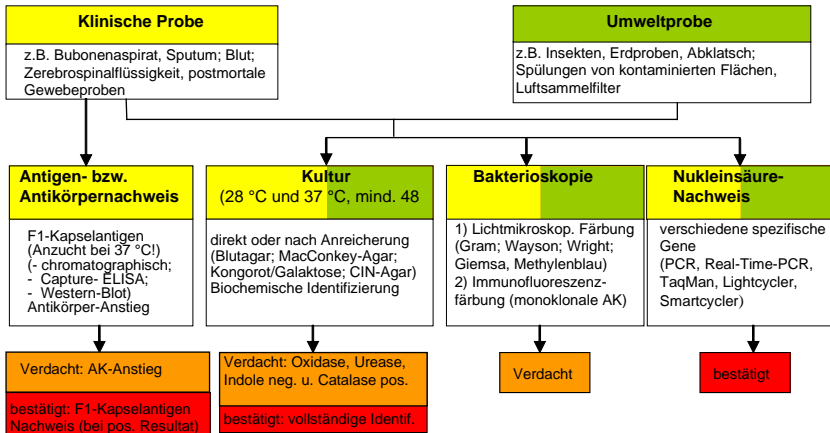 Klinische Probe
z.B. Bubonenaspirat, Sputum; Blut;
Zerebrospinalflüssigkeit, postmortale
Gewebeproben
Umweltprobe
z.B. Insekten, Erdproben, Abklatsch;
Spülungen von kontaminierten Flächen,
Luftsammelfilter
Antigen- bzw.
Antikörpernachweis
F1-Kapselantigen
(Anzucht bei 37 °C!)
(- chromatographisch;
- Capture- ELISA;
- Western-Blot)
Antikörper-Anstieg
Verdacht: AK-Anstieg
bestätigt: F1-Kapselantigen
Nachweis (bei pos. Resultat)
Kultur
(28 °C und 37 °C, mind. 48
direkt oder nach Anreicherung
(Blutagar; MacConkey-Agar;
Kongorot/Galaktose; CIN-Agar)
Biochemische Identifizierung
Verdacht: Oxidase, Urease,
Indole neg. u. Catalase pos.
bestätigt: vollständige Identif.
Bakterioskopie
1) Lichtmikroskop. Färbung
(Gram; Wayson; Wright;
Giemsa, Methylenblau)
2) Immunofluoreszenz-
färbung (monoklonale AK)
Verdacht
Nukleinsäure-
Nachweis
verschiedene spezifische
Gene
(PCR, Real-Time-PCR,
TaqMan, Lightcycler,
Smartcycler)
bestätigt